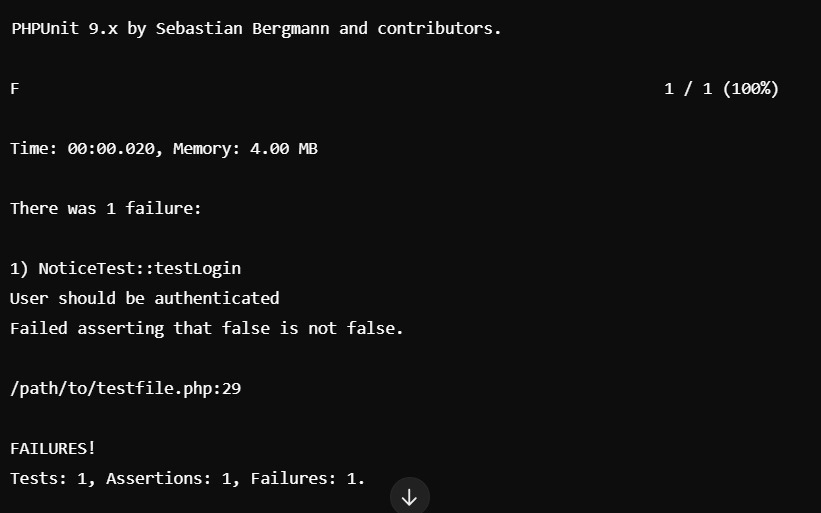 PHPUnit 9.x by Sebastian Bergmann and contributors.
F 1 / 1 (100%)
Time: 00:00.020, Memory: 4.00 MB
There was 1 failure:
1) NoticeTest::testLogin
User should be authenticated
Failed asserting that false is not false.
/path/to/testfile.php:29
FAILURES!
Tests: 1, Assertions: 1, Failures: 1.